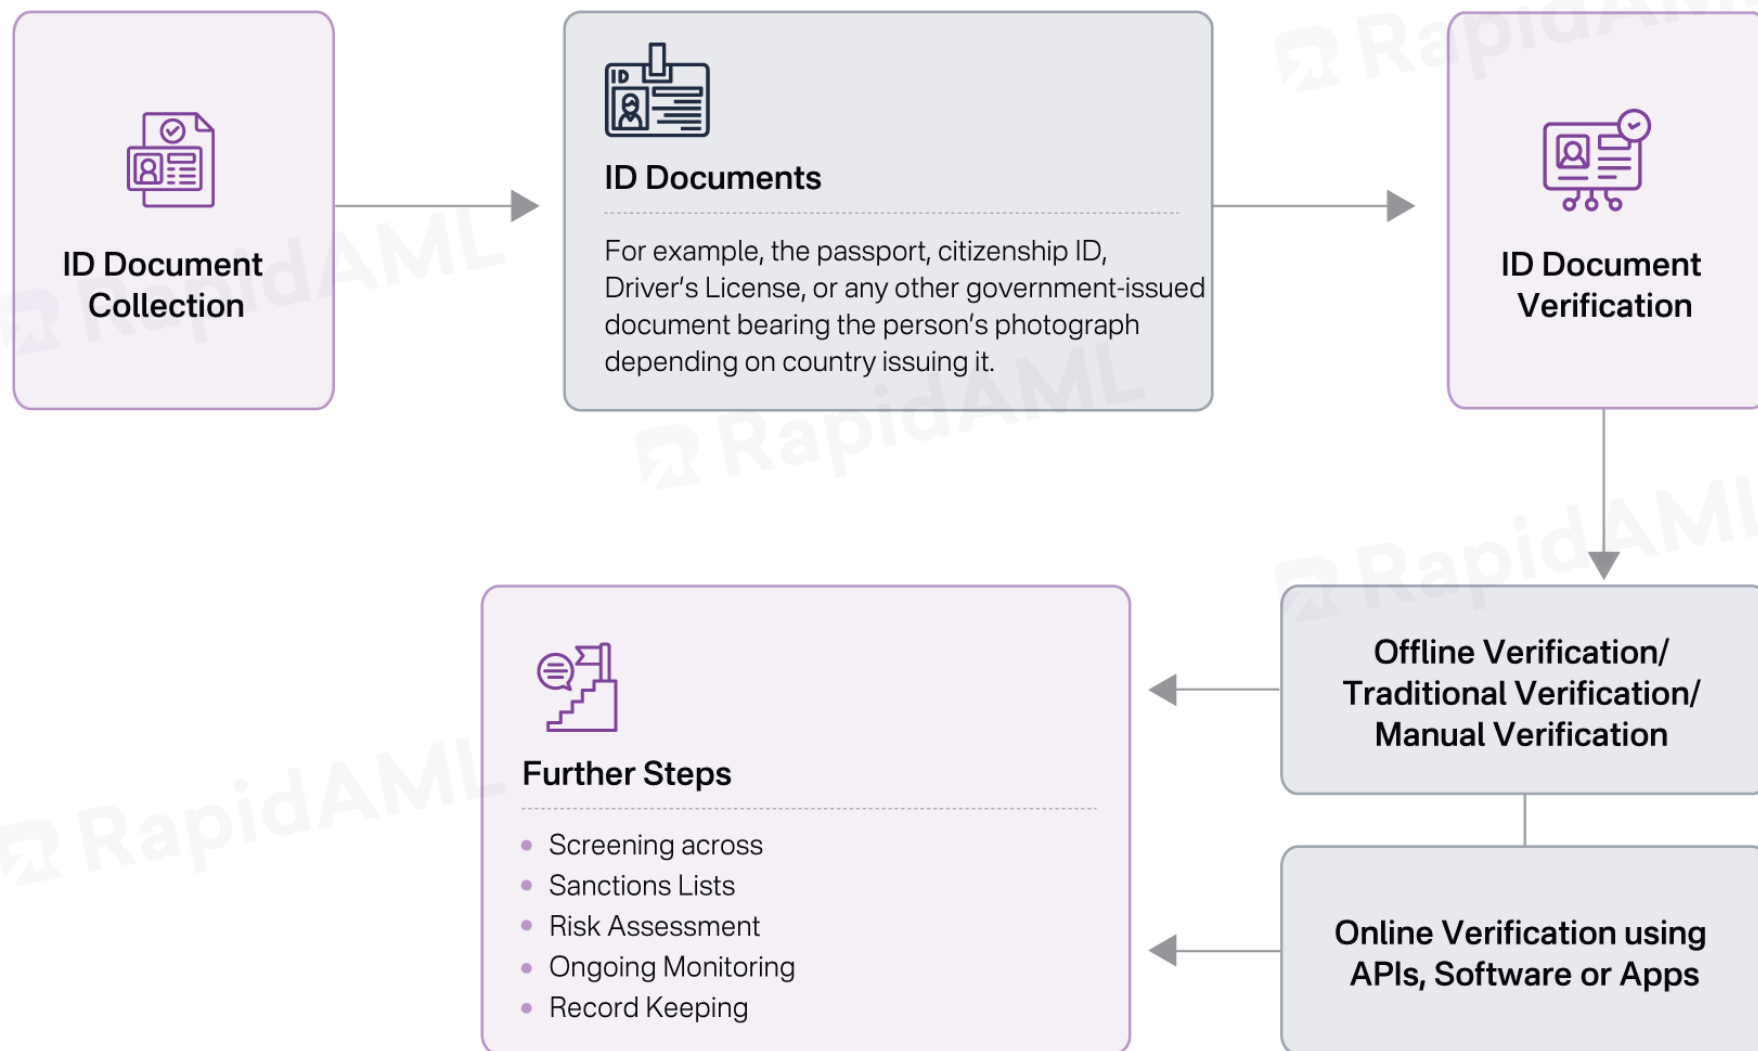 ID Document
Collection
ID
ID Documents
For example, the passport, citizenship ID,
Driver's License, or any other government-issued
document bearing the person's photograph
depending on country issuing it.
ID Document
Verification
Offline Verification/
Traditional Verification/
Manual Verification
Online Verification using
APIs, Software or Apps
Further Steps
Screening across
Sanctions Lists
Risk Assessment
Ongoing Monitoring
Record Keeping
RapidAML
RapidAML
RapidAML
RapidAML
RapidAML